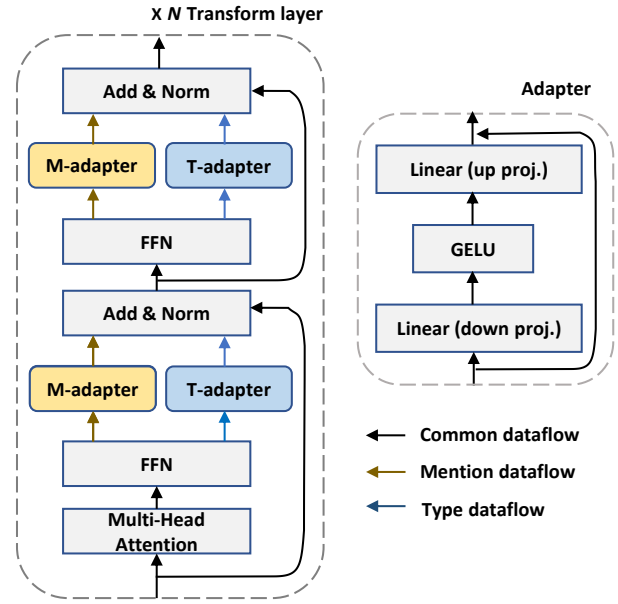 x N Transform layer
Add & Norm
M-adapter
T-adapter
FFN
Add & Norm
M-adapter
T-adapter
FFN
Multi-Head
Attention
Adapter
Linear (up proj.)
GELU
Linear (down proj.)
Common dataflow
Mention dataflow
Type dataflow